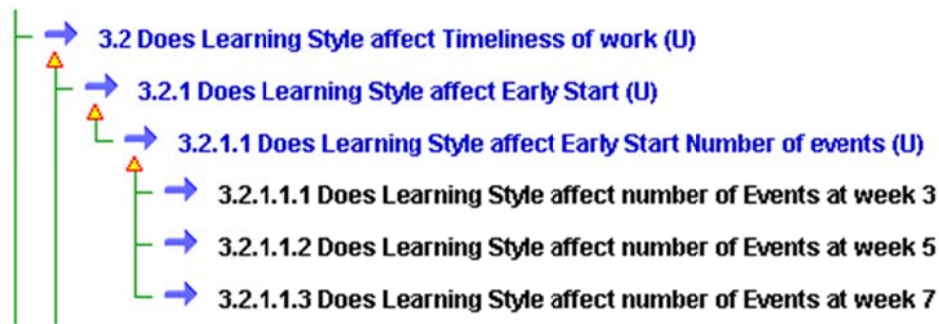 3.2 Does Learning Style affect Timeliness of work (U)
3.2.1 Does Learning Style affect Early Start (U)
3.2.1.1 Does Learning Style affect Early Start Number of events (U)
3.2.1.1.1 Does Learning Style affect number of Events at week 3
3.2.1.1.2 Does Learning Style affect number of Events at week 5
3.2.1.1.3 Does Learning Style affect number of Events at week 7